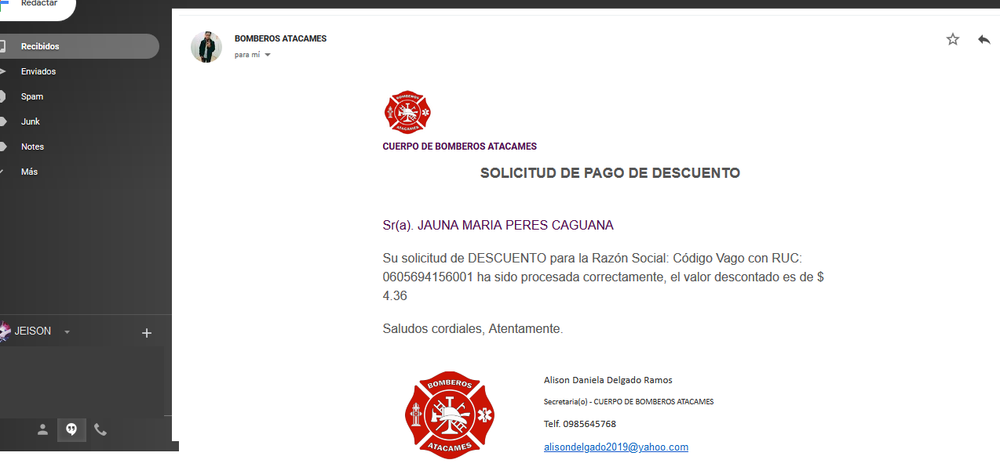 Redactar
Recibidos
Enviados
Spam
Junk
Notes
Más
JEISON
BOMBEROS ATACAMES
para mí
BOMBEROS
ATACAMES
CUERPO DE BOMBEROS ATACAMES
SOLICITUD DE PAGO DE DESCUENTO
Sr(a). JAUNA MARIA PERES CAGUANA
Su solicitud de DESCUENTO para la Razón Social: Código Vago con RUC:
0605694156001 ha sido procesada correctamente, el valor descontado es de $
4.36
Saludos cordiales, Atentamente.
BOMBEROS
ATACAMES
Alison Daniela Delgado Ramos
Secretaria(o) - CUERPO DE BOMBEROS ATACAMES
Telf. 0985645768
alisondelgado2019@yahoo.com